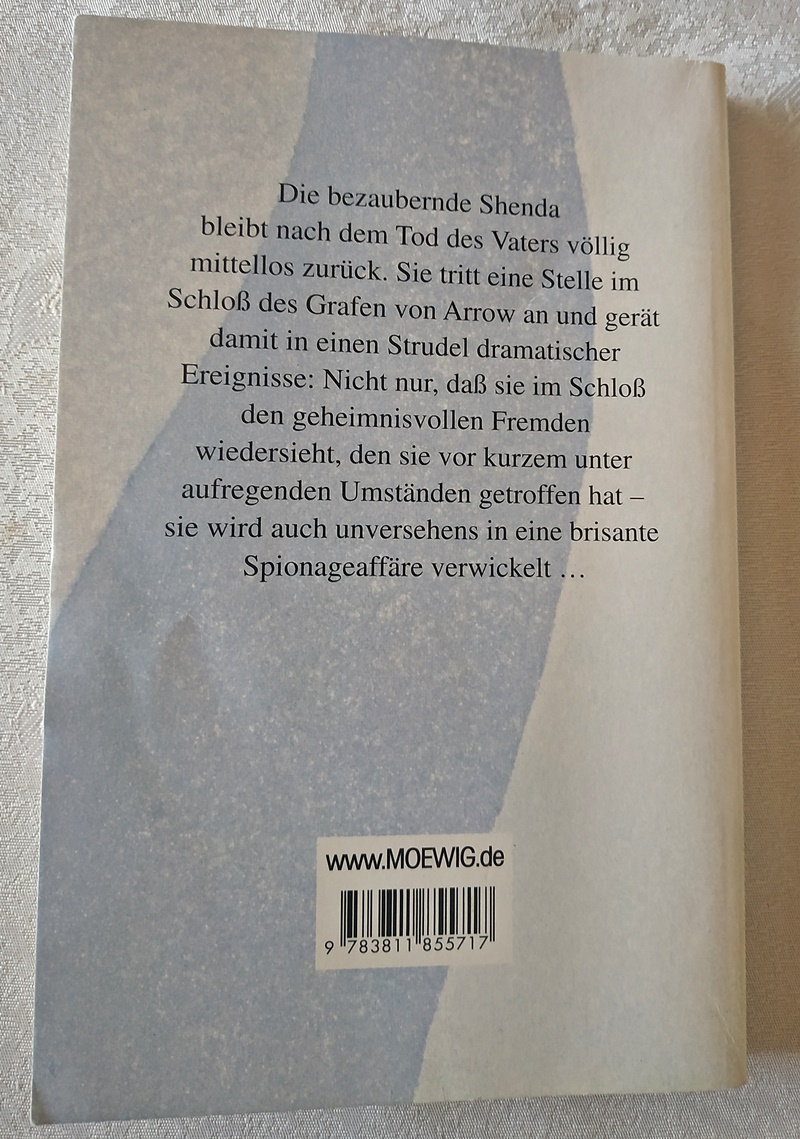 Die bezaubernde Shenda
bleibt nach dem Tod des Vaters völlig
mittellos zurück. Sie tritt eine Stelle im
Schloß des Grafen von Arrow an und gerät
damit in einen Strudel dramatischer
Ereignisse: Nicht nur, daß sie im Schloß
den geheimnisvollen Fremden
wiedersieht, den sie vor kurzem unter
aufregenden Umständen getroffen hat –
sie wird auch unversehens in eine brisante
Spionageaffäre verwickelt …
www.MOEWIG.de
9 783811 855717